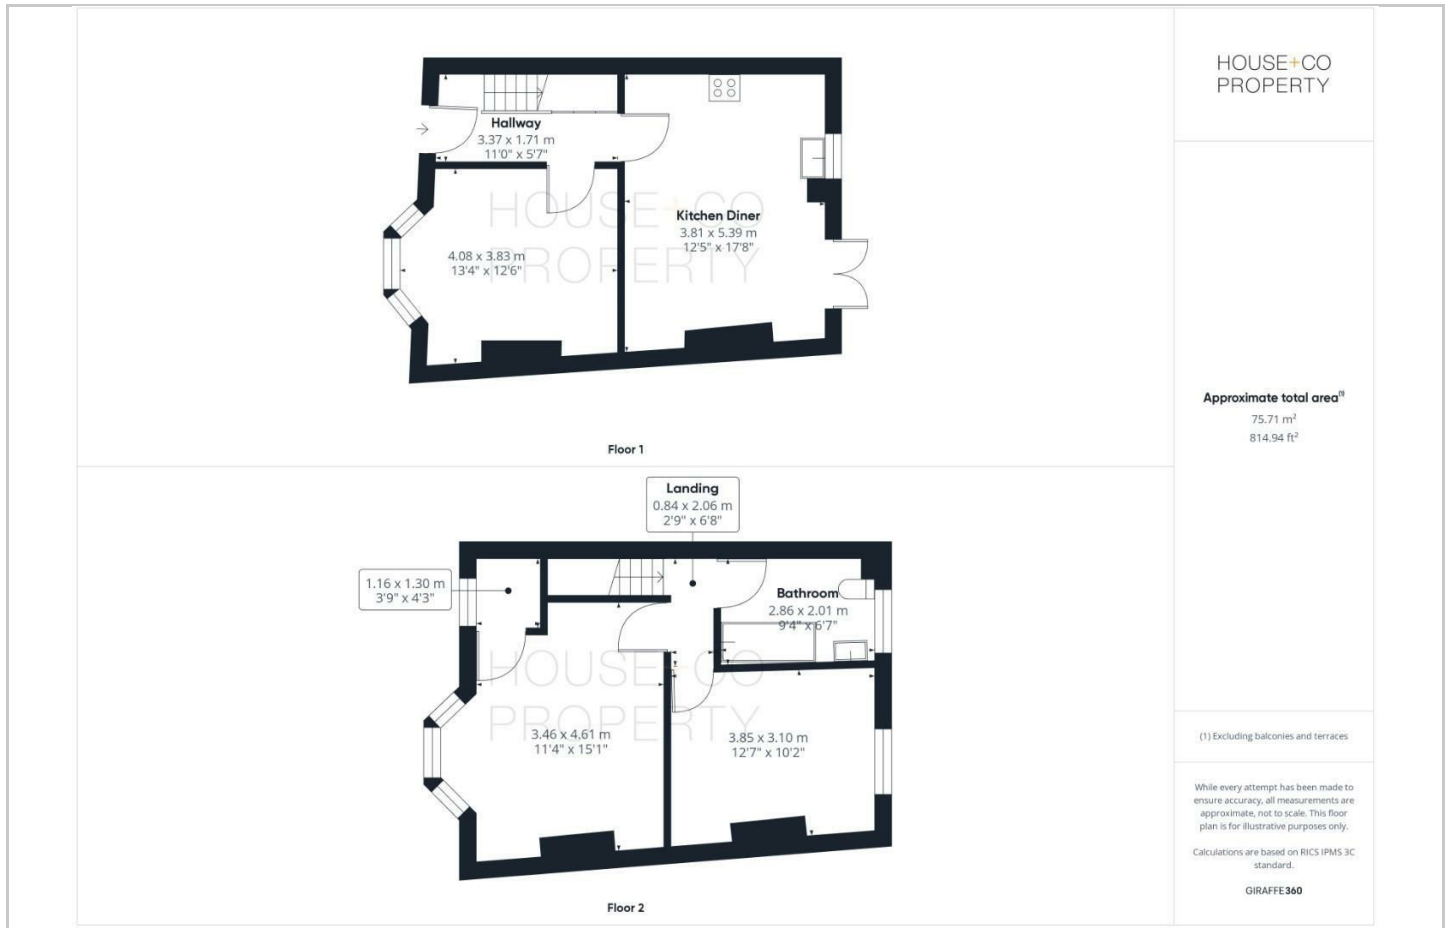 HOUSE+CO
PROPERTY
Hallway
3.37 x 1.71 m
11'0" x 5'7"
Kitchen Diner
3.81 x 5.39 m
12'5" x 17'8"
4.08 x 3.83 m
13'4" x 12'6"
HOUSE+CO
PROPERTY
Floor 1
Approximate total area(1)
75.71 m²
814.94 ft²
Landing
0.84 x 2.06 m
2'9" x 6'8"
1.16 x 1.30 m
3'9" x 4'3"
Bathroom
2.86 x 2.01 m
9'4" x 6'7"
HOUSE+CO
PROPERTY
3.46 x 4.61 m
11'4" x 15'1"
3.85 x 3.10 m
12'7" x 10'2"
Floor 2
(1) Excluding balconies and terraces
While every attempt has been made to
ensure accuracy, all measurements are
approximate, not to scale. This floor
plan is for illustrative purposes only.
Calculations are based on RICS IPMS 3C
standard.
GIRAFFE360